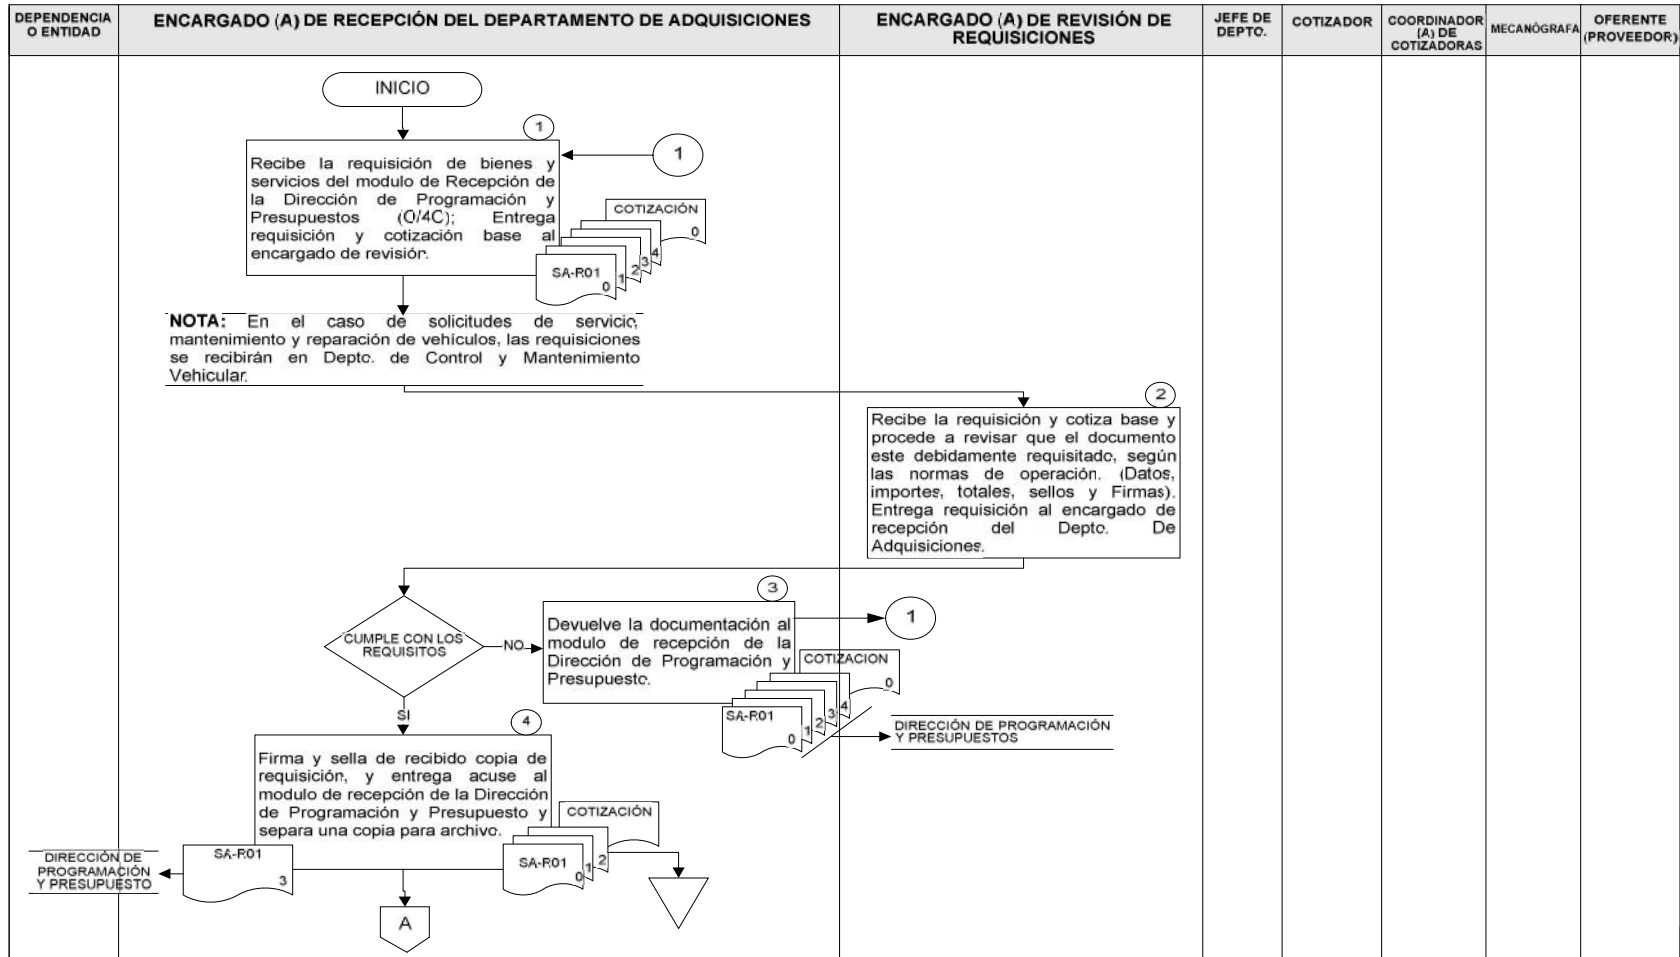 DEPENDENCIA
O ENTIDAD
ENCARGADO (A) DE RECEPCIÓN DEL DEPARTAMENTO DE ADQUISICIONES
ENCARGADO (A) DE REVISIÓN DE
REQUISICIONES
JEFE DE
DEPTO.
COTIZADOR
COORDINADOR
(A) DE
COTIZADORAS
MECANÓGRAFA
OFERENTE
(PROVEEDOR)
INICIO
1
1
Recibe la requisición de bienes y
servicios del modulo de Recepción de
la Dirección de Programación y
Presupuestos (O/4C); Entrega
requisición y cotización base al
encargado de revisión.
COTIZACIÓN
0
SA-R01
0
1
2
3
4
NOTA: En el caso de solicitudes de servicio,
mantenimiento y reparación de vehículos, las requisiciones
se recibirán en Depto. de Control y Mantenimiento
Vehicular.
2
Recibe la requisición y cotiza base y
procede a revisar que el documento
este debidamente requisitado, según
las normas de operación. (Datos,
importes, totales, sellos y Firmas).
Entrega requisición al encargado de
recepción del Depto. De
Adquisiciones.
CUMPLE CON LOS
REQUISITOS
NO
3
Devuelve la documentación al
modulo de recepción de la
Dirección de Programación y
Presupuesto.
1
COTIZACION
0
SA-R01
0
1
2
3
4
DIRECCIÓN DE PROGRAMACIÓN
Y PRESUPUESTOS
SI
4
Firma y sella de recibido copia de
requisición, y entrega acuse al
modulo de recepción de la Dirección
de Programación y Presupuesto y
separa una copia para archivo.
COTIZACIÓN
SA-R01
0
1
2
SA-R01
3
DIRECCIÓN DE
PROGRAMACIÓN
Y PRESUPUESTO
A